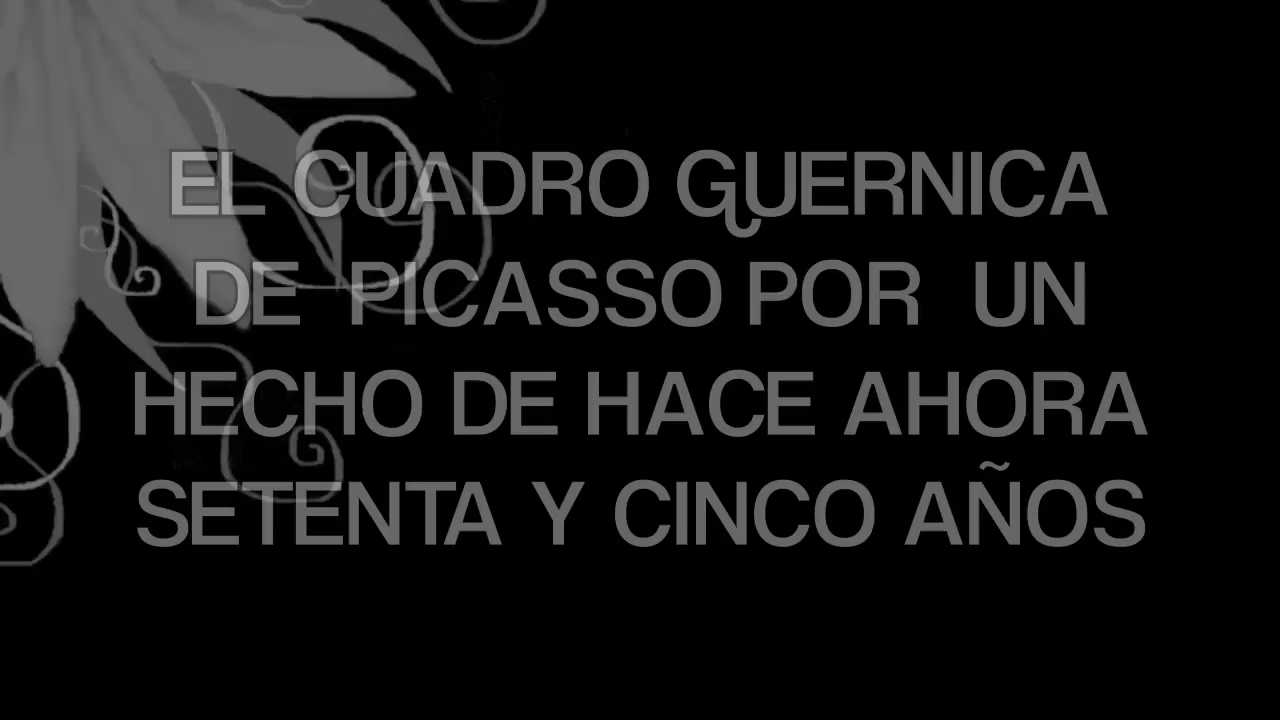 EL CUADRO GUERNICA
DE PICASSO POR UN
HECHO DE HACE AHORA
SETENTA Y CINCO AÑOS